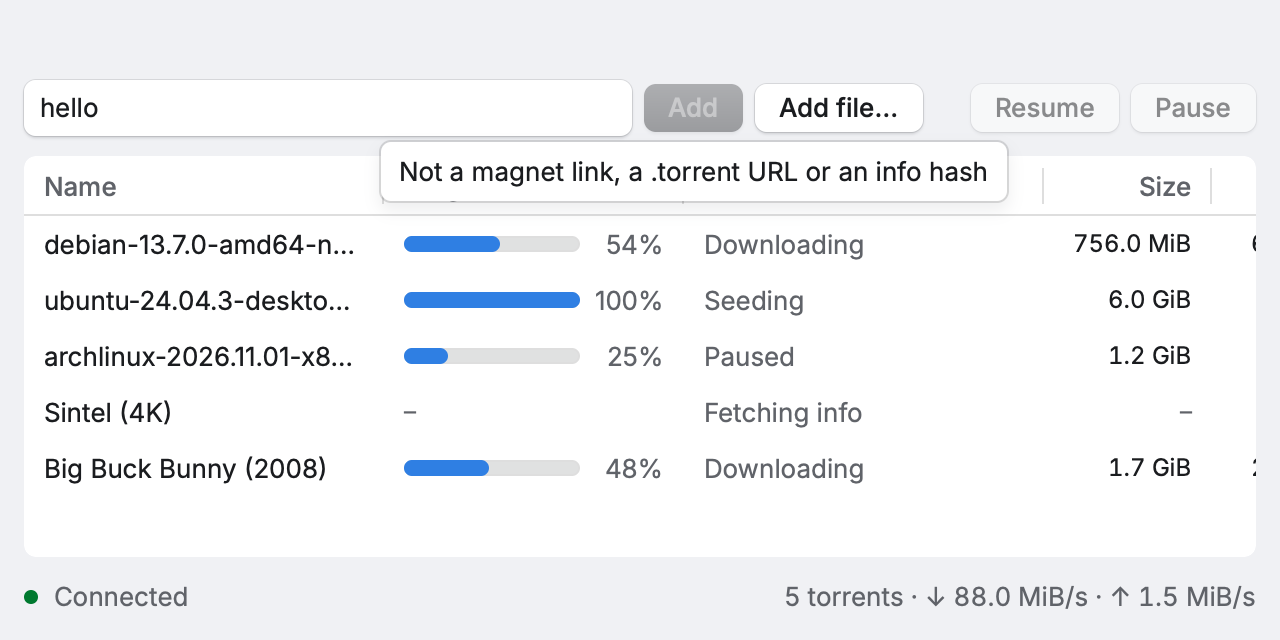 hello
Add
Add file...
Resume
Pause
Not a magnet link, a .torrent URL or an info hash
Name
Size
debian-13.7.0-amd64-n... 54% Downloading 756.0 MiB
ubuntu-24.04.3-deskto... 100% Seeding 6.0 GiB
archlinux-2026.11.01-x8... 25% Paused 1.2 GiB
Sintel (4K) – Fetching info –
Big Buck Bunny (2008) 48% Downloading 1.7 GiB
Connected
5 torrents · ↓ 88.0 MiB/s · ↑ 1.5 MiB/s